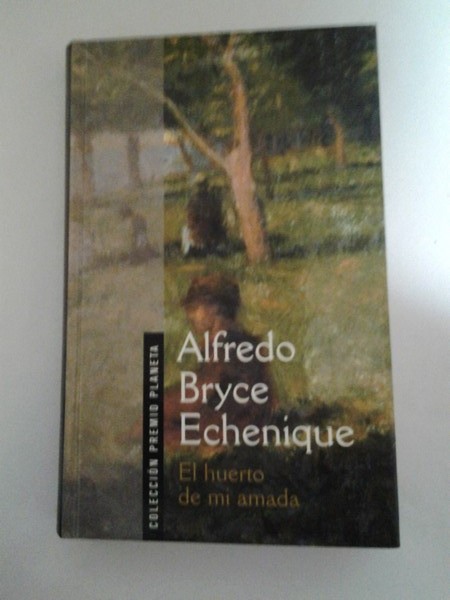 Alfredo
Bryce
Echenique
El huerto
de mi amada
COLECCIÓN PREMIO PLANETA